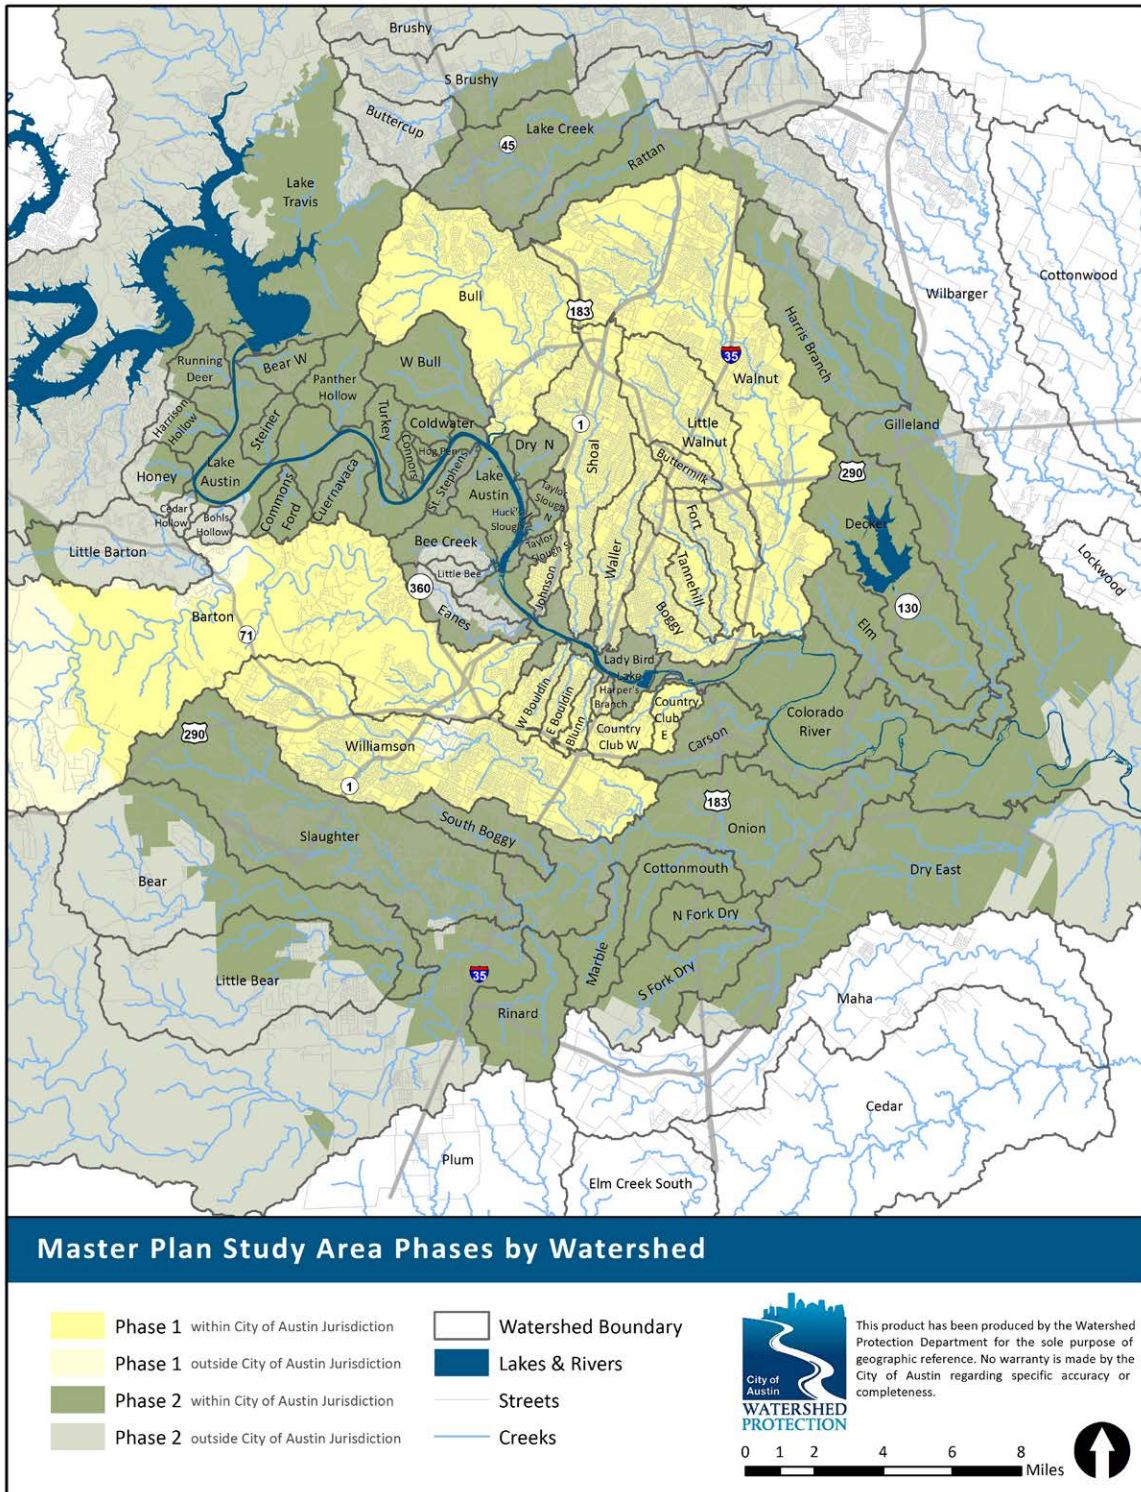 Brushy
S Brushy
Buttercup
Lake Creek
45
Rattan
Lake
Travis
Cottonwood
Wilbarger
Bull
183
Harris Branch
35
Walnut
Running
Deer
Bear W
W Bull
Panther
Hollow
Harrison
Hollow
Steiner
Turkey
Coldwater
Connors
Hog Pen
St. Stephens
Dry N
1
Shoal
Little
Walnut
Buttermilk
Gilleland
290
Honey
Lake
Austin
Commons
Ford
Cuernavaca
Lake
Austin
Huck's
Slough
Taylor
Slough
N
Taylor
Slough S
Cedar
Hollow
Bohls
Hollow
Little Barton
Bee Creek
Little Bee
360
Eanes
Johnson
Waller
Fort
Tannehill
Boggy
Decker
130
Elm
Lockwood
Barton
71
Lady Bird
Lake
Harper's
Branch
W Bouldin
E Bouldin
Blunn
Country
Club W
Country
Club
E
Carson
Colorado
River
290
Williamson
1
183
Onion
South Boggy
Slaughter
Cottonmouth
Dry East
Bear
N Fork Dry
Marble
S Fork Dry
Little Bear
35
Rinard
Maha
Cedar
Plum
Elm Creek South
Master Plan Study Area Phases by Watershed
Phase 1 within City of Austin Jurisdiction
Phase 1 outside City of Austin Jurisdiction
Phase 2 within City of Austin Jurisdiction
Phase 2 outside City of Austin Jurisdiction
Watershed Boundary
Lakes & Rivers
Streets
Creeks
City of
Austin
WATERSHED
PROTECTION
This product has been produced by the Watershed
Protection Department for the sole purpose of
geographic reference. No warranty is made by the
City of Austin regarding specific accuracy or
completeness.
0 1 2 4 6 8
Miles